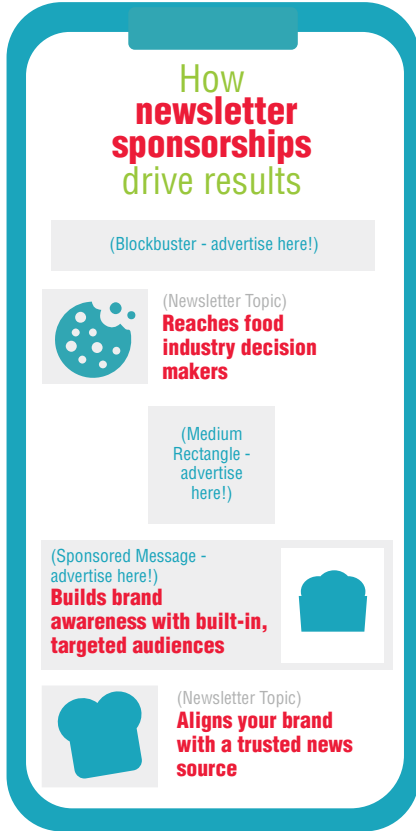 How
newsletter
sponsorships
drive results
(Blockbuster - advertise here!)
(Newsletter Topic)
Reaches food
industry decision
makers
(Medium
Rectangle -
advertise
here!)
(Sponsored Message -
advertise here!)
Builds brand
awareness with built-in,
targeted audiences
(Newsletter Topic)
Aligns your brand
with a trusted news
source